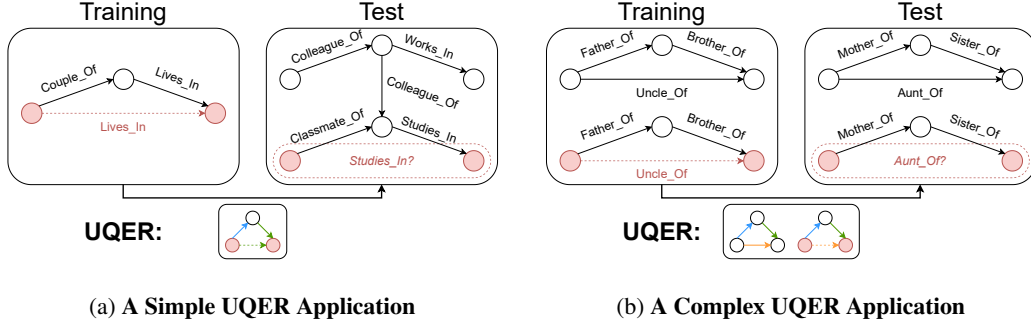 Training
Test
Couple_Of
Lives_In
Lives_In
Colleague_Of
Works_In
Colleague_Of
Classmate_Of
Studies_In
Studies_In?
UQER:
(a) A Simple UQER Application
Training
Test
Father_Of
Brother_Of
Uncle_Of
Father_Of
Brother_Of
Uncle_Of
Mother_Of
Sister_Of
Aunt_Of
Mother_Of
Sister_Of
Aunt_Of?
UQER:
(b) A Complex UQER Application